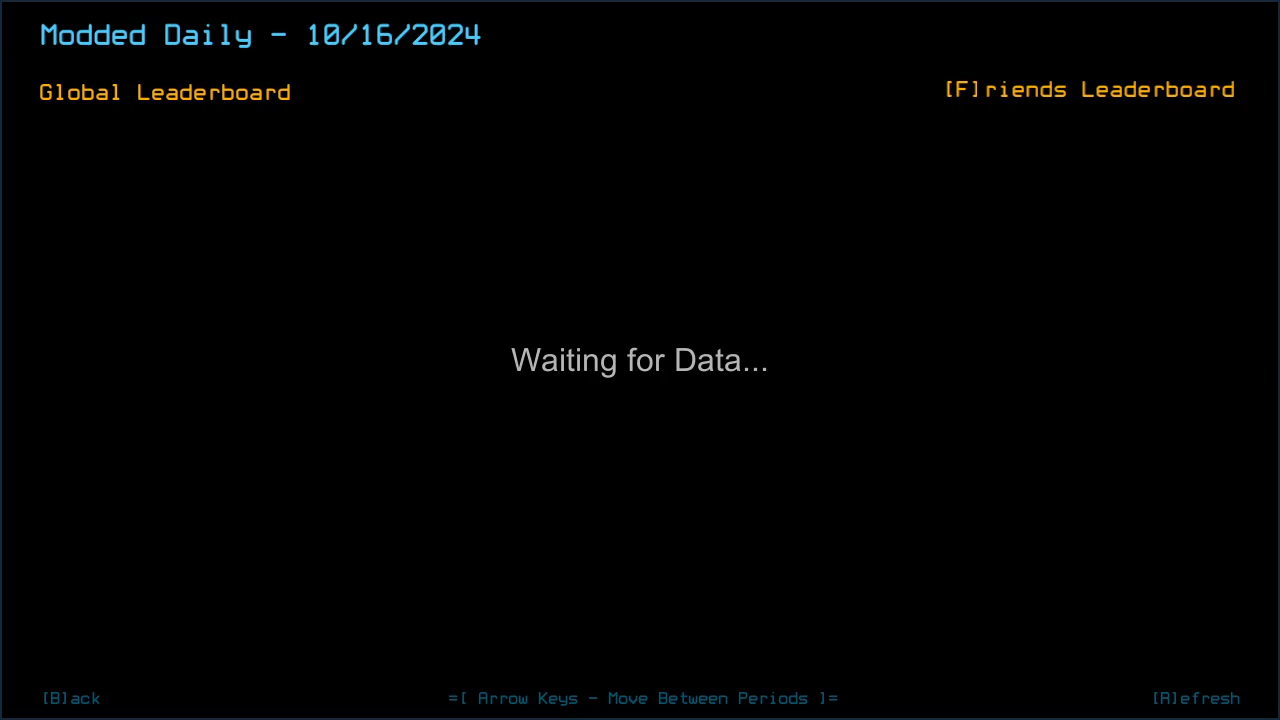 Modded Daily - 10/16/2024
Global Leaderboard
[F]riends Leaderboard
Waiting for Data...
[B]ack
=[ Arrow Keys - Move Between Periods ]=
[R]efresh